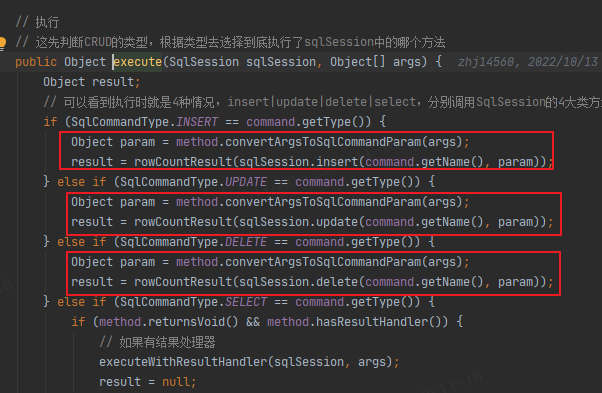 // 执行
// 这先判断CRUD的类型，根据类型去选择到底执行了sqlSession中的哪个方法
public Object execute(SqlSession sqlSession, Object[] args) {   zhj14560, 2022/10/13
Object result;
// 可以看到执行时就是4种情况，insert|update|delete|select，分别调用SqlSession的4大类方
if (SqlCommandType.INSERT == command.getType()) {
Object param = method.convertArgsToSqlCommandParam(args);
result = rowCountResult(sqlSession.insert(command.getName(), param));
} else if (SqlCommandType.UPDATE == command.getType()) {
Object param = method.convertArgsToSqlCommandParam(args);
result = rowCountResult(sqlSession.update(command.getName(), param));
} else if (SqlCommandType.DELETE == command.getType()) {
Object param = method.convertArgsToSqlCommandParam(args);
result = rowCountResult(sqlSession.delete(command.getName(), param));
} else if (SqlCommandType.SELECT == command.getType()) {
if (method.returnsVoid() && method.hasResultHandler()) {
// 如果有结果处理器
executeWithResultHandler(sqlSession, args);
result = null;